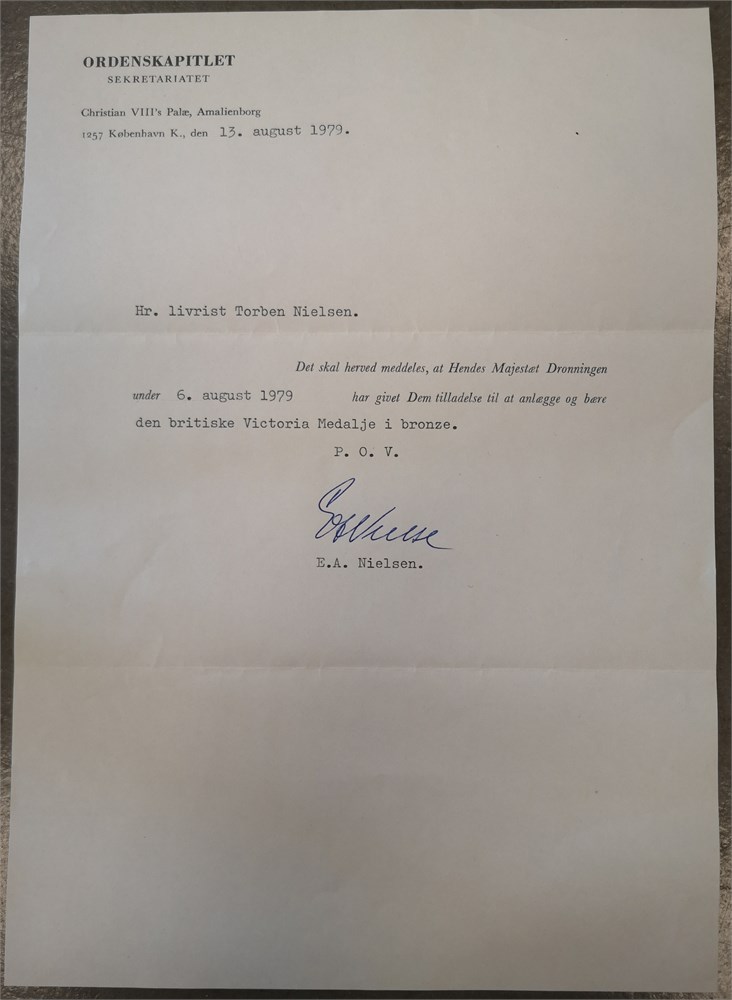 ORDENSKAPITLET
SEKRETARIATET
Christian VIII's Palæ, Amalienborg
1257 København K., den 13. august 1979.
Hr. livrist Torben Nielsen.
Det skal herved meddeles, at Hendes Majestæt Dronningen
under 6. august 1979 har givet Dem tilladelse til at anlægge og bære
den britiske Victoria Medalje i bronze.
P. O. V.
E.A. Nielsen.